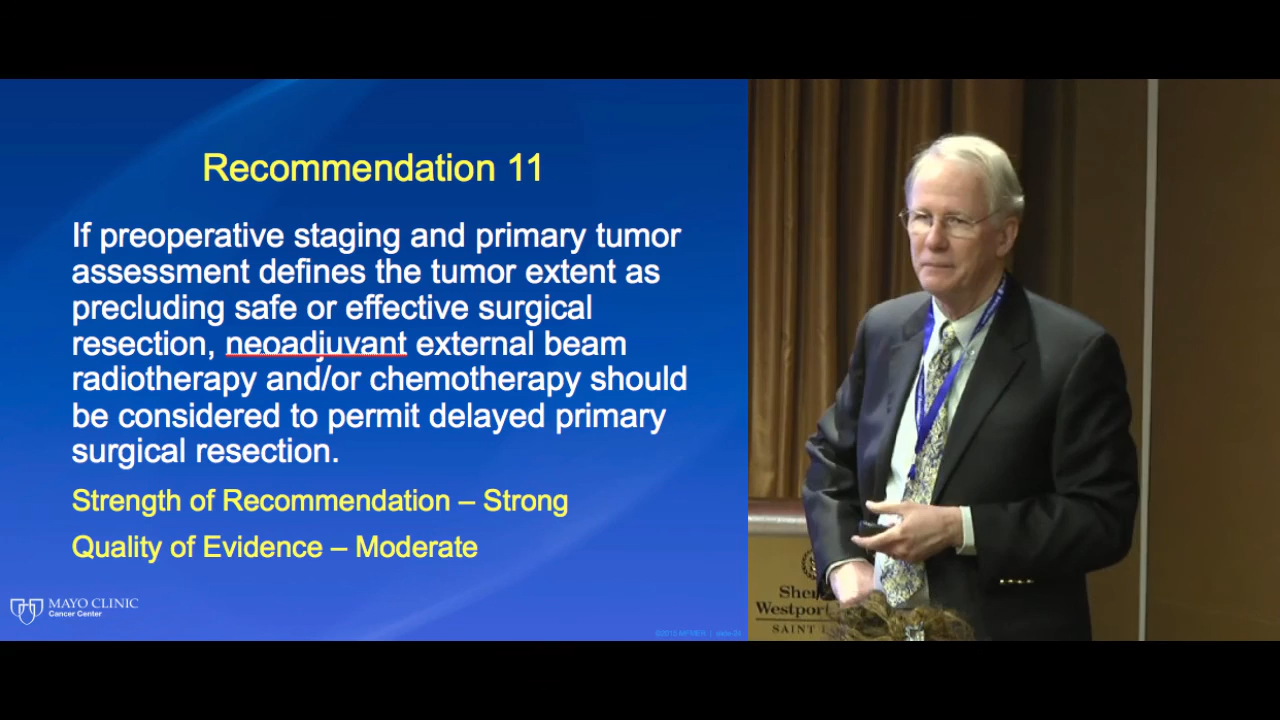 Recommendation 11
If preoperative staging and primary tumor
assessment defines the tumor extent as
precluding safe or effective surgical
resection, neoadjuvant external beam
radiotherapy and/or chemotherapy should
be considered to permit delayed primary
surgical resection.
Strength of Recommendation – Strong
Quality of Evidence – Moderate
MAYO CLINIC
Cancer Center
Westport
SAINT